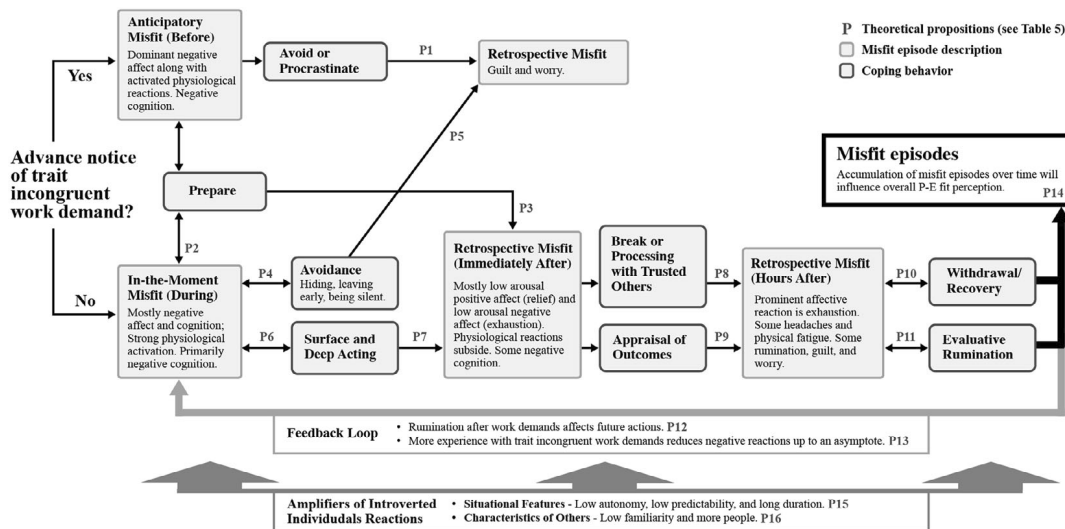 Anticipatory
Misfit (Before)
Dominant negative
affect along with
activated physiological
reactions. Negative
cognition.
Avoid or
Procrastinate
P1
Retrospective Misfit
Guilt and worry.
P Theoretical propositions (see Table 5)
Misfit episode description
Coping behavior
Yes
P5
Advance notice
of trait
incongruent
work demand?
Prepare
P3
P2
Misfit episodes
Accumulation of misfit episodes over time will
influence overall P-E fit perception.
P14
No
In-the-Moment
Misfit (During)
Mostly negative
affect and cognition;
Strong physiological
activation. Primarily
negative cognition.
P4
Avoidance
Hiding, leaving
early, being silent.
P6
Surface and
Deep Acting
P7
Retrospective Misfit
(Immediately After)
Mostly low arousal
positive affect (relief) and
low arousal negative
affect (exhaustion).
Physiological reactions
subside. Some negative
cognition.
Break or
Processing
with Trusted
Others
P8
Appraisal of
Outcomes
P9
Retrospective Misfit
(Hours After)
Prominent affective
reaction is exhaustion.
Some headaches and
physical fatigue. Some
rumination, guilt, and
worry.
P10
Withdrawal/
Recovery
P11
Evaluative
Rumination
Feedback Loop
• Rumination after work demands affects future actions. P12
• More experience with trait incongruent work demands reduces negative reactions up to an asymptote. P13
Amplifiers of Introverted
Individudals Reactions
• Situational Features - Low autonomy, low predictability, and long duration. P15
• Characteristics of Others - Low familiarity and more people. P16